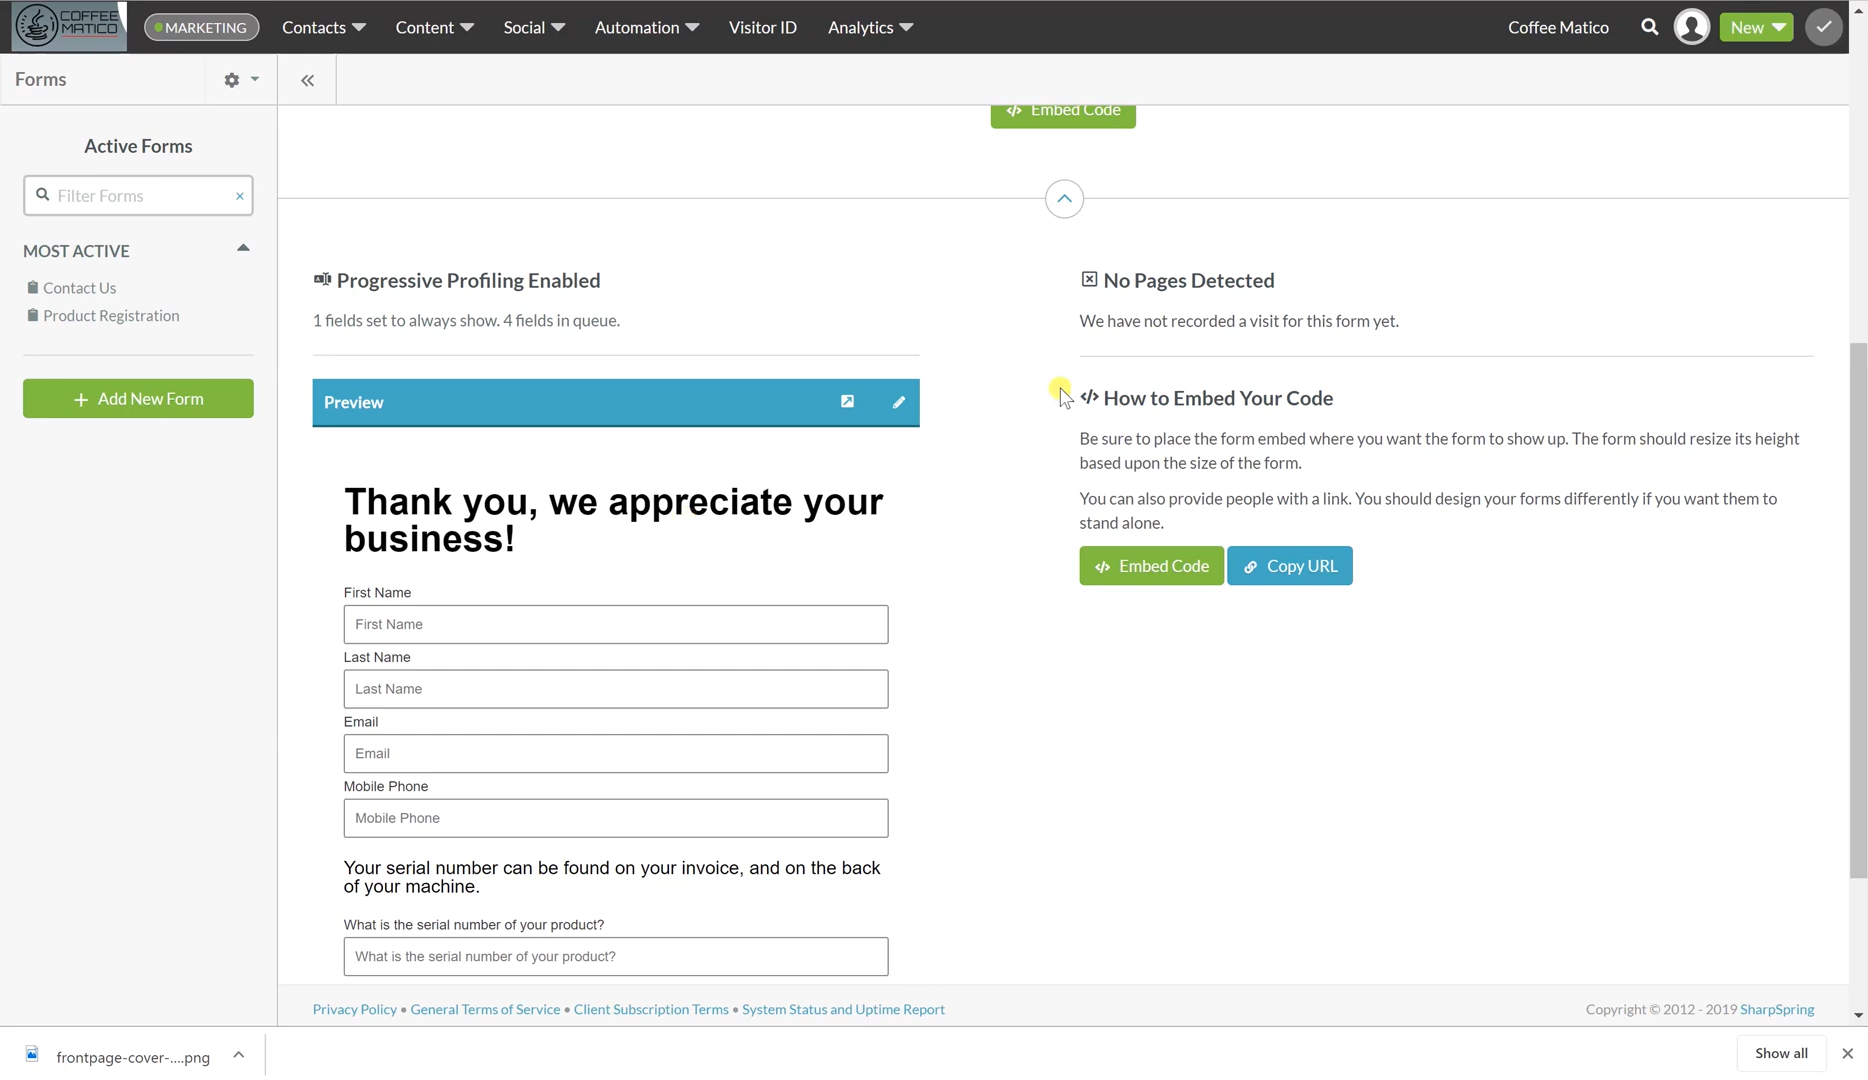 COFFEE
MATICO
MARKETING
Contacts
Content
Social
Automation
Visitor ID
Analytics
Coffee Matico
New
Forms
Active Forms
Filter Forms
MOST ACTIVE
Contact Us
Product Registration
Add New Form
Embed Code
Progressive Profiling Enabled
1 fields set to always show. 4 fields in queue.
Preview
Thank you, we appreciate your
business!
First Name
First Name
Last Name
Last Name
Email
Email
Mobile Phone
Mobile Phone
Your serial number can be found on your invoice, and on the back
of your machine.
What is the serial number of your product?
What is the serial number of your product?
No Pages Detected
We have not recorded a visit for this form yet.
How to Embed Your Code
Be sure to place the form embed where you want the form to show up. The form should resize its height
based upon the size of the form.
You can also provide people with a link. You should design your forms differently if you want them to
stand alone.
Embed Code
Copy URL
Privacy Policy • General Terms of Service • Client Subscription Terms • System Status and Uptime Report
Copyright © 2012 - 2019 SharpSpring
frontpage-cover-....png
Show all